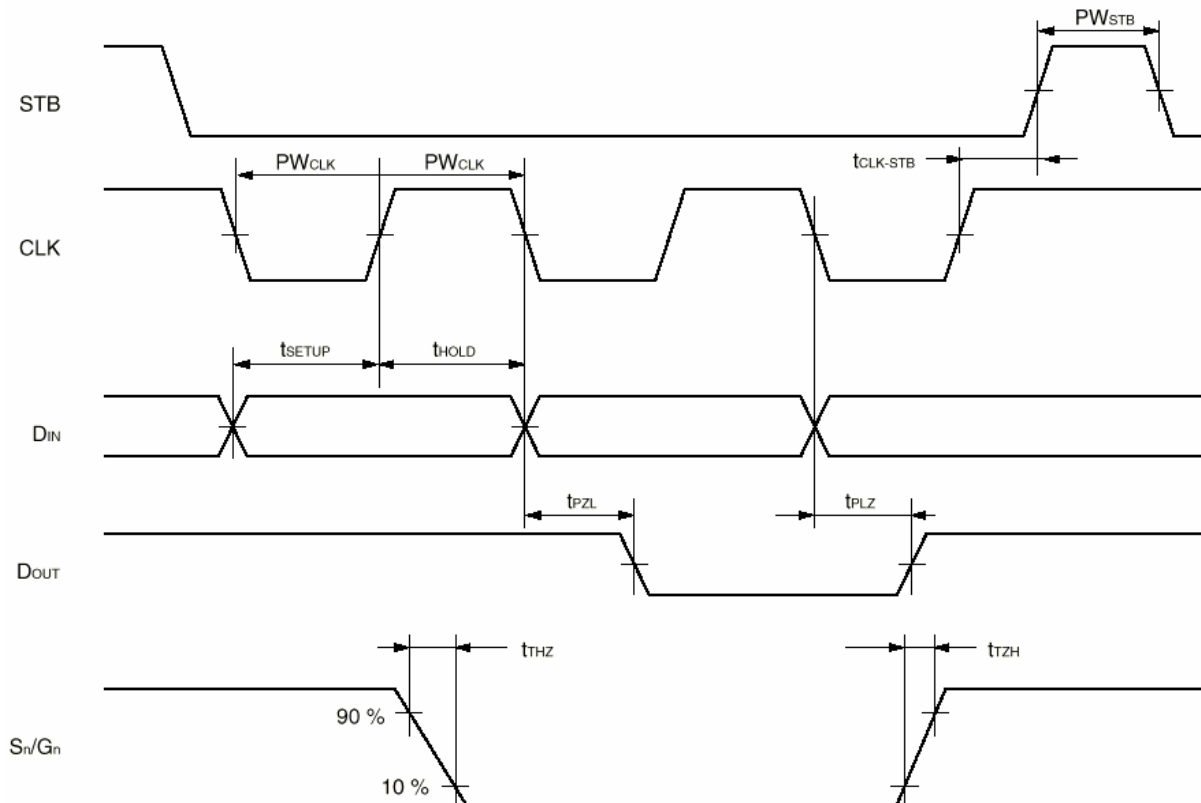 PWSTB
STB
tCLK-STB
PWCLK PWCLK
CLK
tSETUP tHOLD
DIN
tPZL tPLZ
DOUT
tTHZ tTZH
90 %
Sn/Gn
10 %